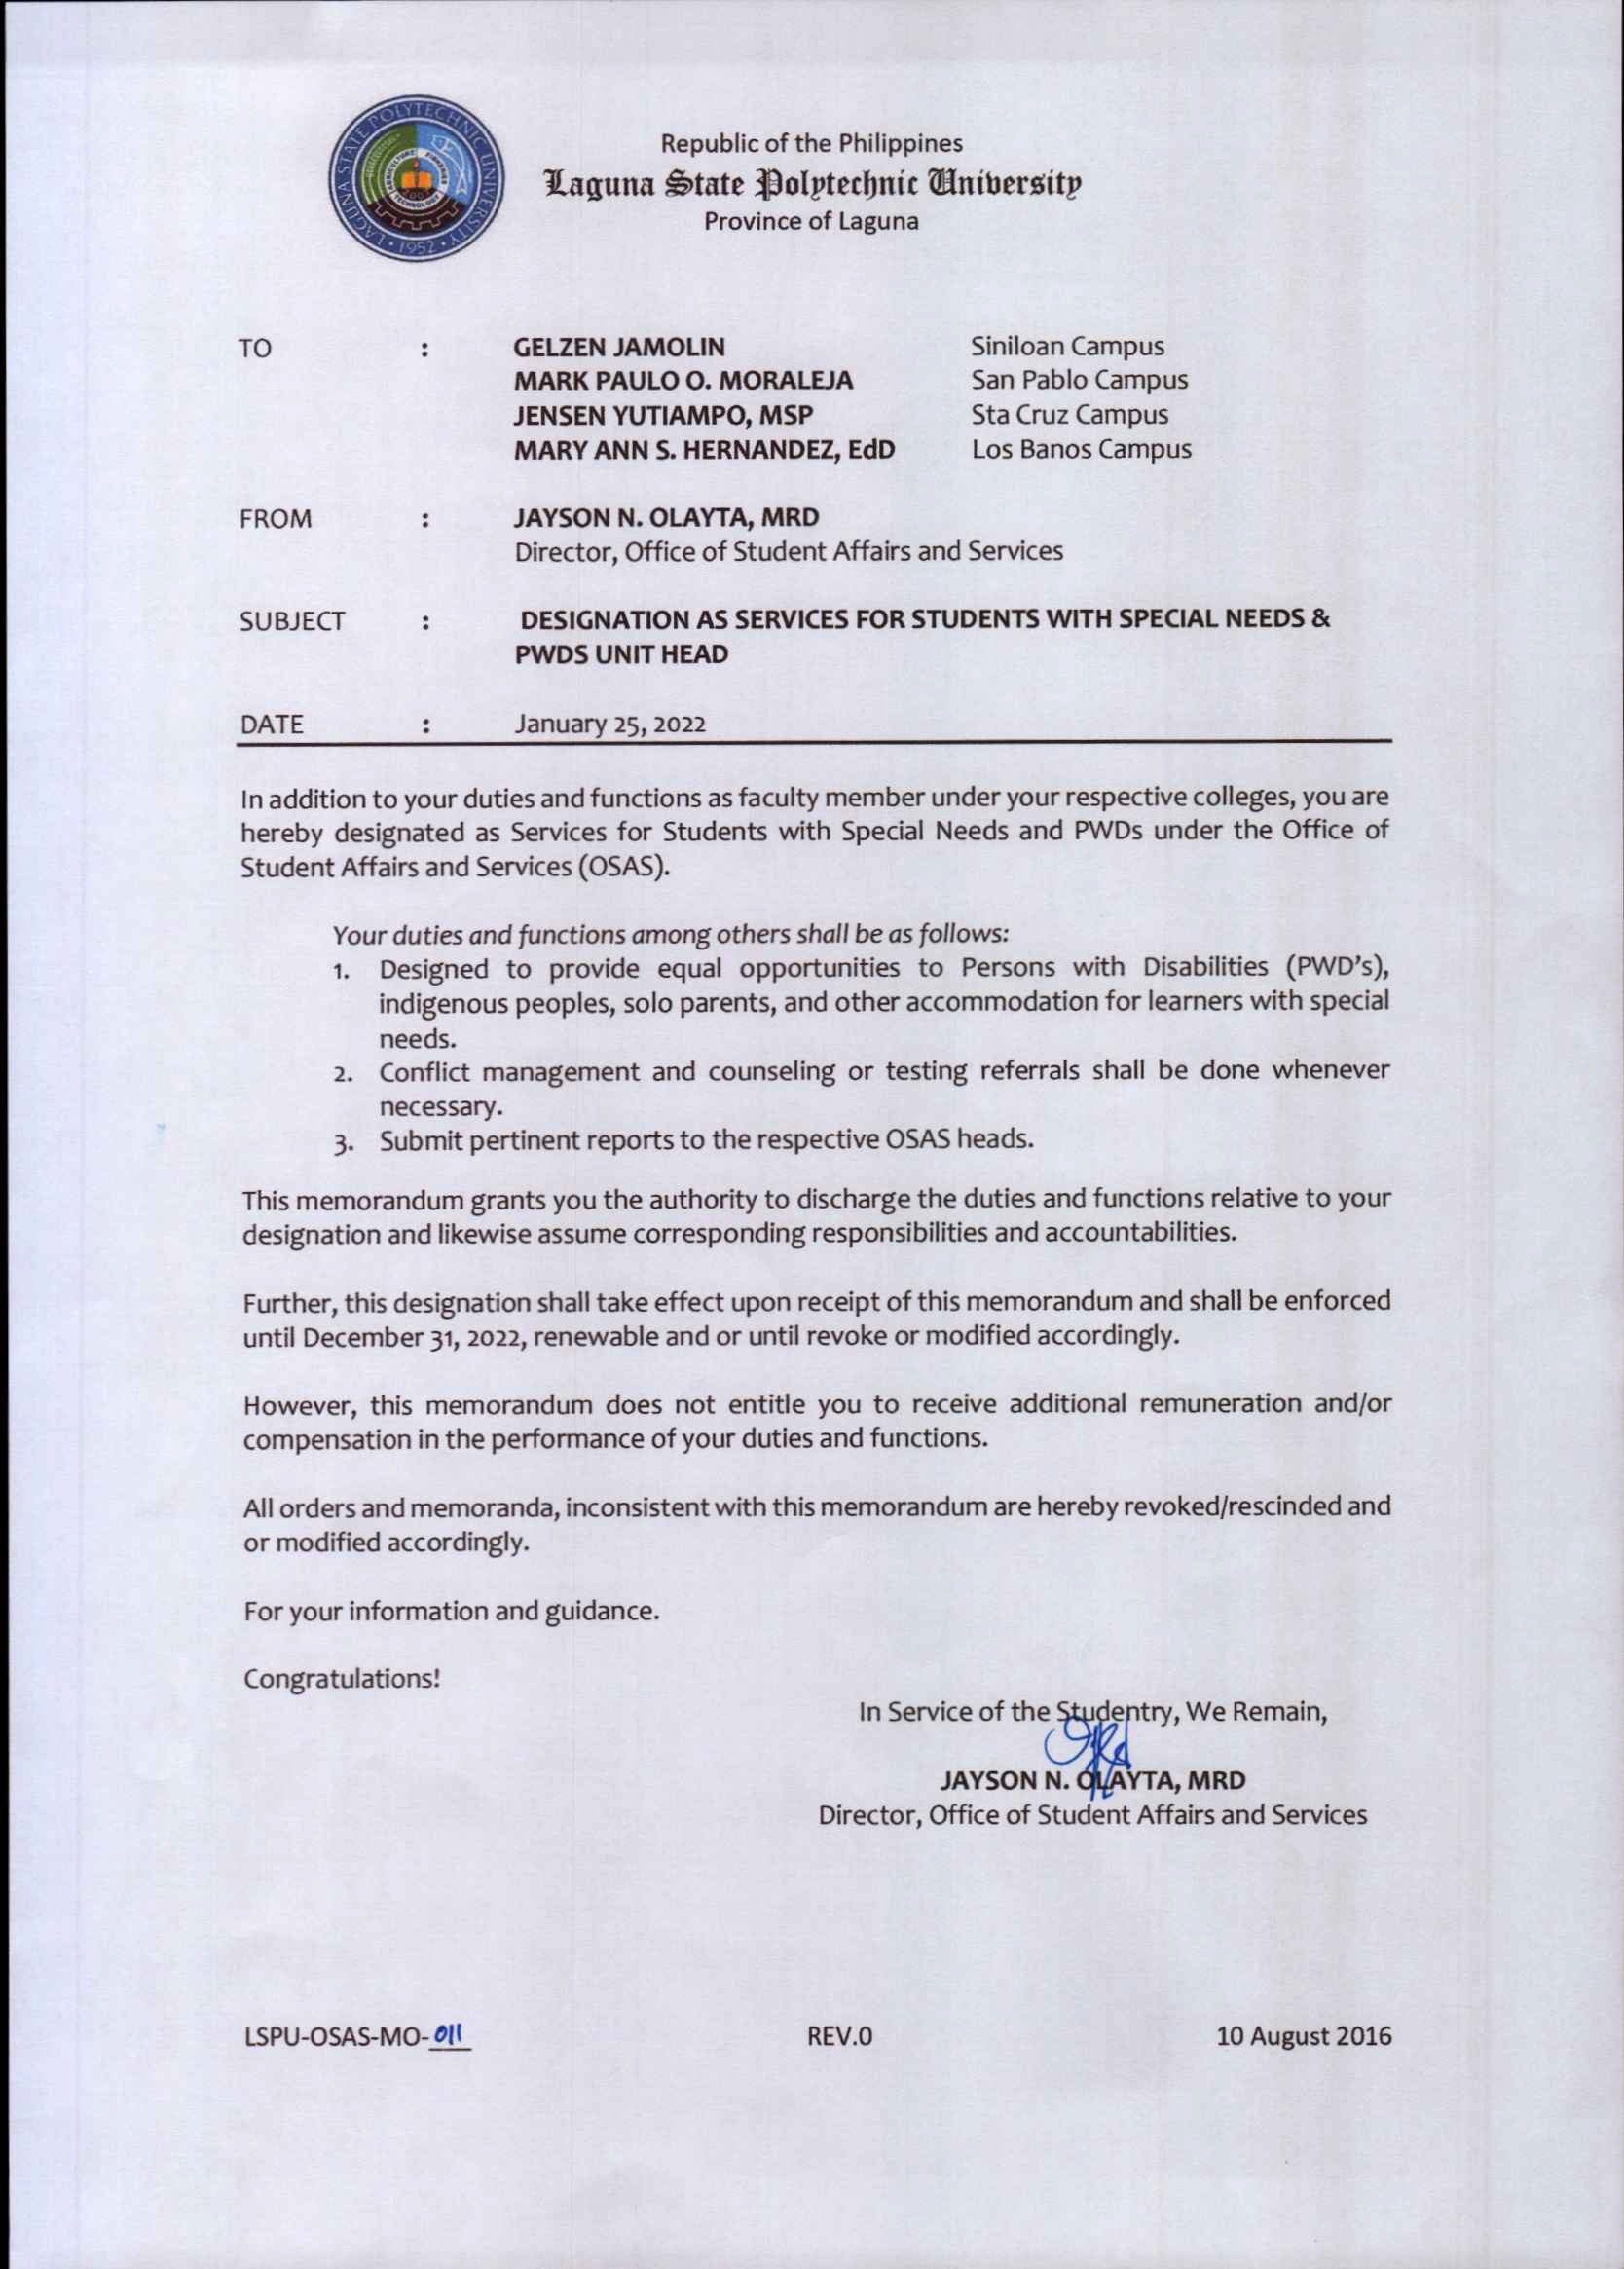 LAGUNA STATE POLYTECHNIC UNIVERSITY
• 1952 •
AGRICULTURE FISHERIES
TECHNOLOGY
Republic of the Philippines
Laguna State Polytechnic University
Province of Laguna
TO : GELZEN JAMOLIN Siniloan Campus
MARK PAULO O. MORALEJA San Pablo Campus
JENSEN YUTIAMPO, MSP Sta Cruz Campus
MARY ANN S. HERNANDEZ, EdD Los Banos Campus
FROM : JAYSON N. OLAYTA, MRD
Director, Office of Student Affairs and Services
SUBJECT : DESIGNATION AS SERVICES FOR STUDENTS WITH SPECIAL NEEDS &
PWDS UNIT HEAD
DATE : January 25, 2022
In addition to your duties and functions as faculty member under your respective colleges, you are
hereby designated as Services for Students with Special Needs and PWDs under the Office of
Student Affairs and Services (OSAS).
Your duties and functions among others shall be as follows:
1. Designed to provide equal opportunities to Persons with Disabilities (PWD's),
indigenous peoples, solo parents, and other accommodation for learners with special
needs.
2. Conflict management and counseling or testing referrals shall be done whenever
necessary.
3. Submit pertinent reports to the respective OSAS heads.
This memorandum grants you the authority to discharge the duties and functions relative to your
designation and likewise assume corresponding responsibilities and accountabilities.
Further, this designation shall take effect upon receipt of this memorandum and shall be enforced
until December 31, 2022, renewable and or until revoke or modified accordingly.
However, this memorandum does not entitle you to receive additional remuneration and/or
compensation in the performance of your duties and functions.
All orders and memoranda, inconsistent with this memorandum are hereby revoked/rescinded and
or modified accordingly.
For your information and guidance.
Congratulations!
In Service of the Studentry, We Remain,
JAYSON N. OLAYTA, MRD
Director, Office of Student Affairs and Services
LSPU-OSAS-MO-011 REV.0 10 August 2016